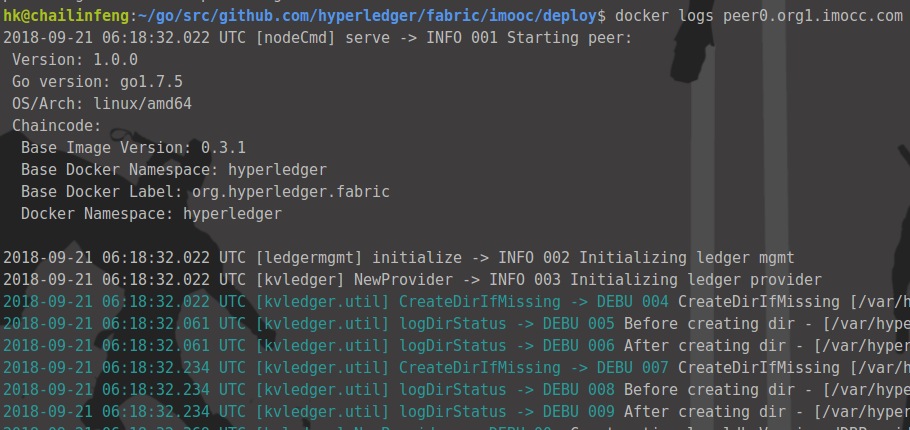 hk@chailinfeng:~/go/src/github.com/hyperledger/fabric/imooc/deploy$ docker logs peer0.org1.imocc.com
2018-09-21 06:18:32.022 UTC [nodeCmd] serve -> INFO 001 Starting peer:
Version: 1.0.0
Go version: go1.7.5
OS/Arch: linux/amd64
Chaincode:
Base Image Version: 0.3.1
Base Docker Namespace: hyperledger
Base Docker Label: org.hyperledger.fabric
Docker Namespace: hyperledger
2018-09-21 06:18:32.022 UTC [ledgermgmt] initialize -> INFO 002 Initializing ledger mgmt
2018-09-21 06:18:32.022 UTC [kvledger] NewProvider -> INFO 003 Initializing ledger provider
2018-09-21 06:18:32.022 UTC [kvledger.util] CreateDirIfMissing -> DEBU 004 CreateDirIfMissing [/var/h
2018-09-21 06:18:32.061 UTC [kvledger.util] logDirStatus -> DEBU 005 Before creating dir - [/var/hype
2018-09-21 06:18:32.061 UTC [kvledger.util] logDirStatus -> DEBU 006 After creating dir - [/var/hyper
2018-09-21 06:18:32.234 UTC [kvledger.util] CreateDirIfMissing -> DEBU 007 CreateDirIfMissing [/var/h
2018-09-21 06:18:32.234 UTC [kvledger.util] logDirStatus -> DEBU 008 Before creating dir - [/var/hype
2018-09-21 06:18:32.234 UTC [kvledger.util] logDirStatus -> DEBU 009 After creating dir - [/var/hyper